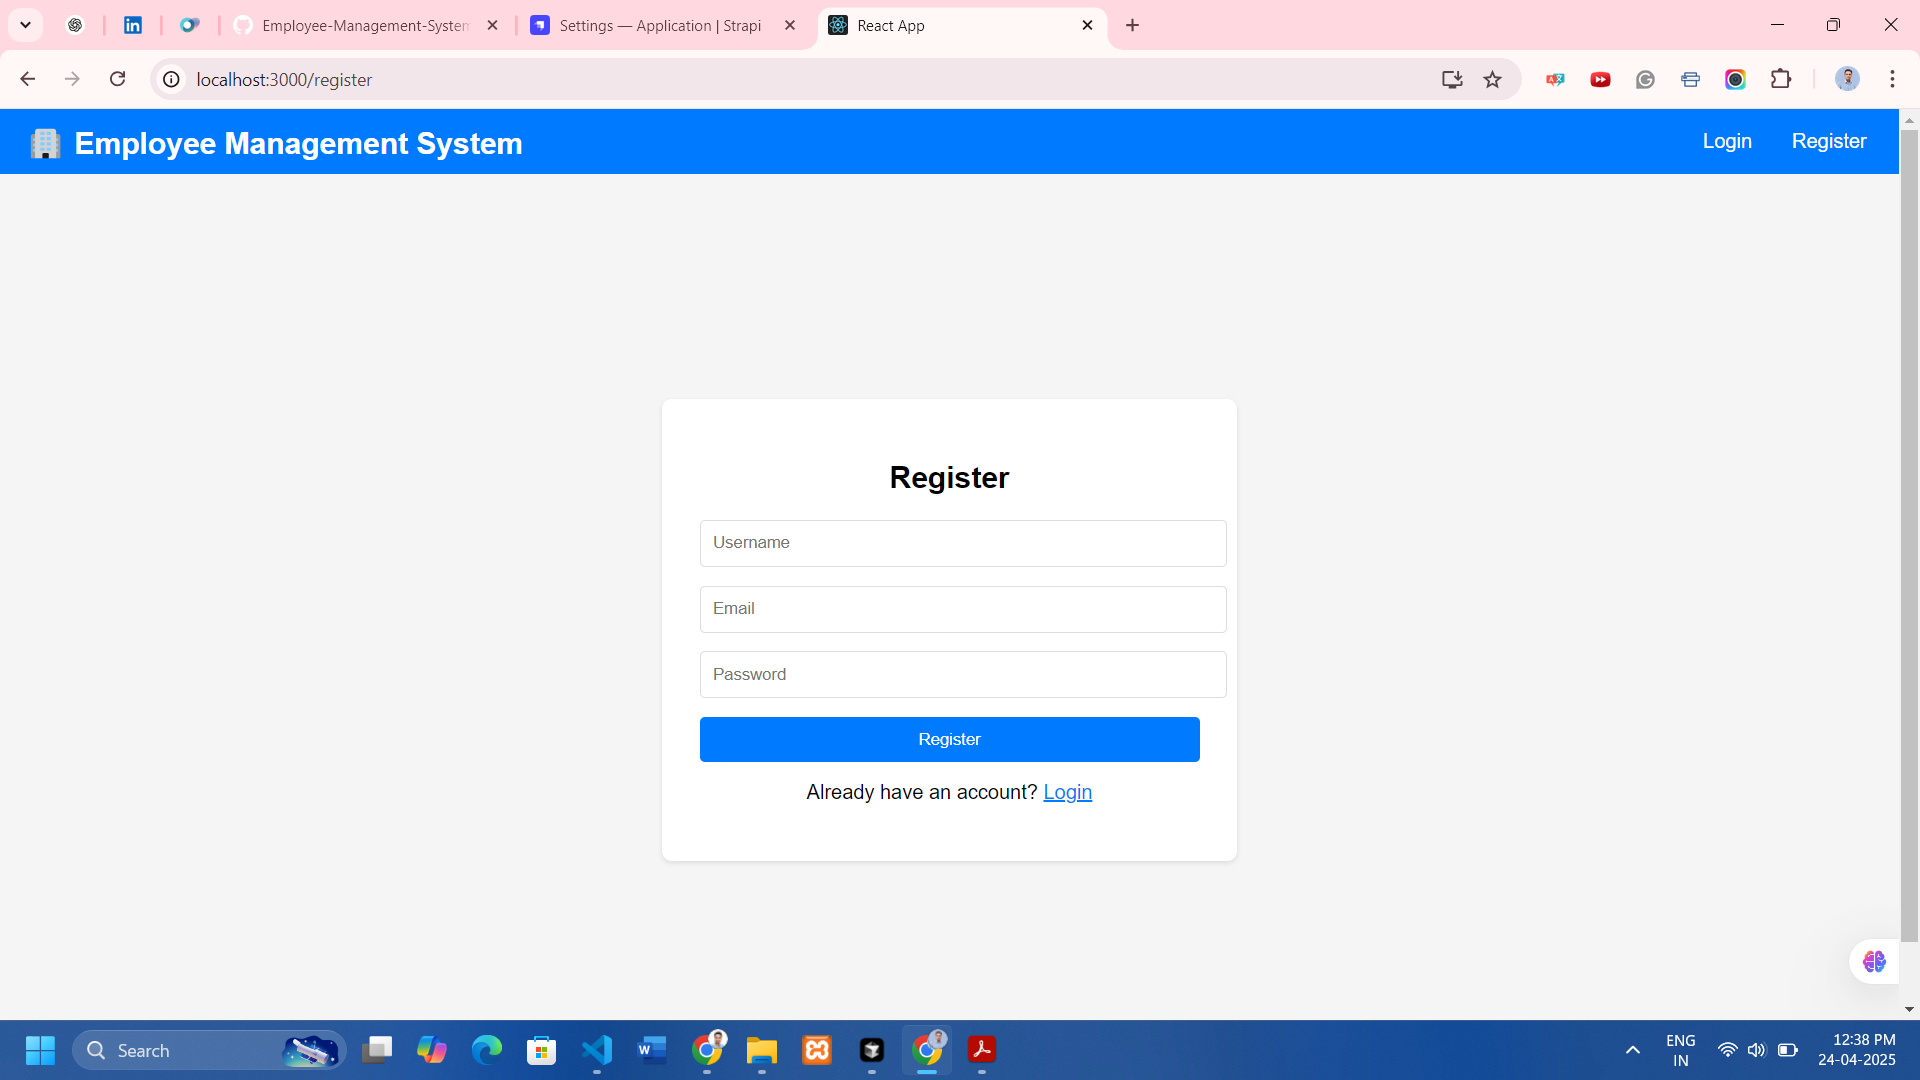 Employee-Management-System
Settings — Application | Strapi
React App
localhost:3000/register
Employee Management System
Login
Register
Register
Username
Email
Password
Register
Already have an account? Login
Search
ENG
IN
12:38 PM
24-04-2025